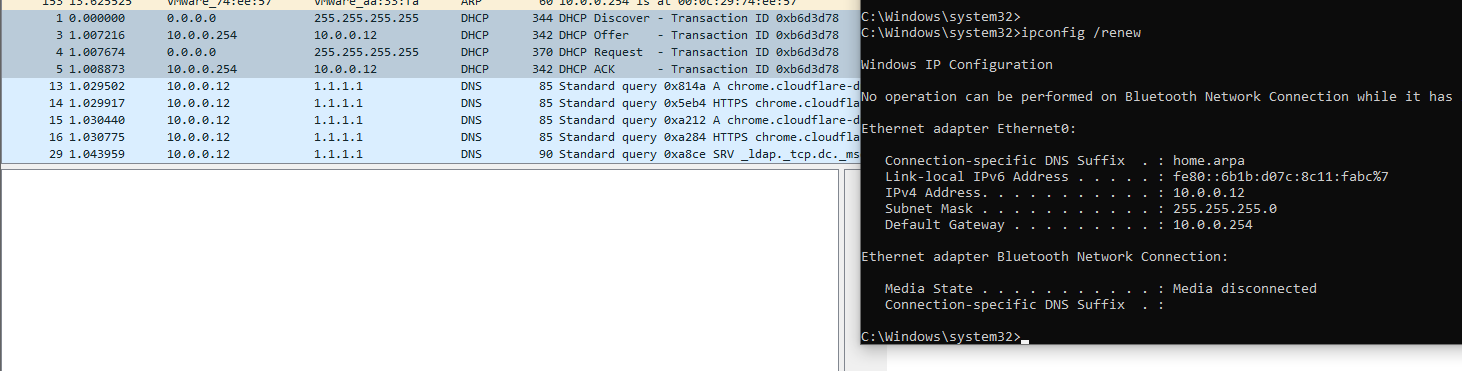 153 13.625525 VMware_74:ee:57 VMware_aa:33:fa ARP 60 10.0.0.254 is at 00:0c:29:74:ee:57
1 0.000000 0.0.0.0 255.255.255.255 DHCP 344 DHCP Discover - Transaction ID 0xb6d3d78
3 1.007216 10.0.0.254 10.0.0.12 DHCP 342 DHCP Offer - Transaction ID 0xb6d3d78
4 1.007674 0.0.0.0 255.255.255.255 DHCP 370 DHCP Request - Transaction ID 0xb6d3d78
5 1.008873 10.0.0.254 10.0.0.12 DHCP 342 DHCP ACK - Transaction ID 0xb6d3d78
13 1.029502 10.0.0.12 1.1.1.1 DNS 85 Standard query 0x814a A chrome.cloudflare-d
14 1.029917 10.0.0.12 1.1.1.1 DNS 85 Standard query 0x5eb4 HTTPS chrome.cloudfla
15 1.030440 10.0.0.12 1.1.1.1 DNS 85 Standard query 0xa212 A chrome.cloudflare-d
16 1.030775 10.0.0.12 1.1.1.1 DNS 85 Standard query 0xa284 HTTPS chrome.cloudfla
29 1.043959 10.0.0.12 1.1.1.1 DNS 90 Standard query 0xa8ce SRV _ldap._tcp.dc._ms
C:\Windows\system32>
C:\Windows\system32>ipconfig /renew
Windows IP Configuration
No operation can be performed on Bluetooth Network Connection while it has
Ethernet adapter Ethernet0:
Connection-specific DNS Suffix . : home.arpa
Link-local IPv6 Address . . . . . : fe80::6b1b:d07c:8c11:fabc%7
IPv4 Address. . . . . . . . . . . : 10.0.0.12
Subnet Mask . . . . . . . . . . . : 255.255.255.0
Default Gateway . . . . . . . . . : 10.0.0.254
Ethernet adapter Bluetooth Network Connection:
Media State . . . . . . . . . . . : Media disconnected
Connection-specific DNS Suffix . :
C:\Windows\system32>